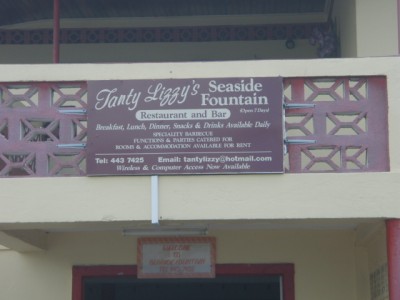 Tanty Lizzy's Seaside Fountain
Restaurant and Bar
Breakfast, Lunch, Dinner, Snacks & Drinks Available Daily
SPECIALITY BARBECUE
FUNCTIONS & PARTIES CATERED FOR
ROOMS & ACCOMMODATION AVAILABLE FOR RENT
Tel: 443 7425 Email: tantylizzy@hotmail.com
Wireless & Computer Access Now Available